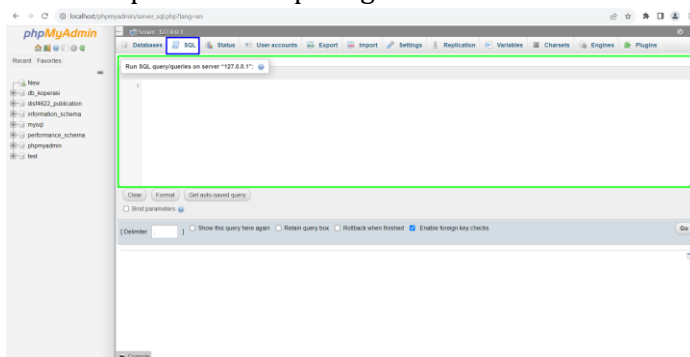 localhost/phpmyadmin/server_sql.php?lang=en
phpMyAdmin
Server: 127.0.0.1
Databases SQL Status User accounts Export Import Settings Replication Variables Charsets Engines Plugins
Recent Favorites
Run SQL query/queries on server "127.0.0.1":
New
db_koperasi
information_schema
mysql
performance_schema
phpmyadmin
test
1
Clear Format Get auto-saved query
Bind parameters
[ Delimiter ] Show this query here again Retain query box Rollback when finished Enable foreign key checks Go
Console